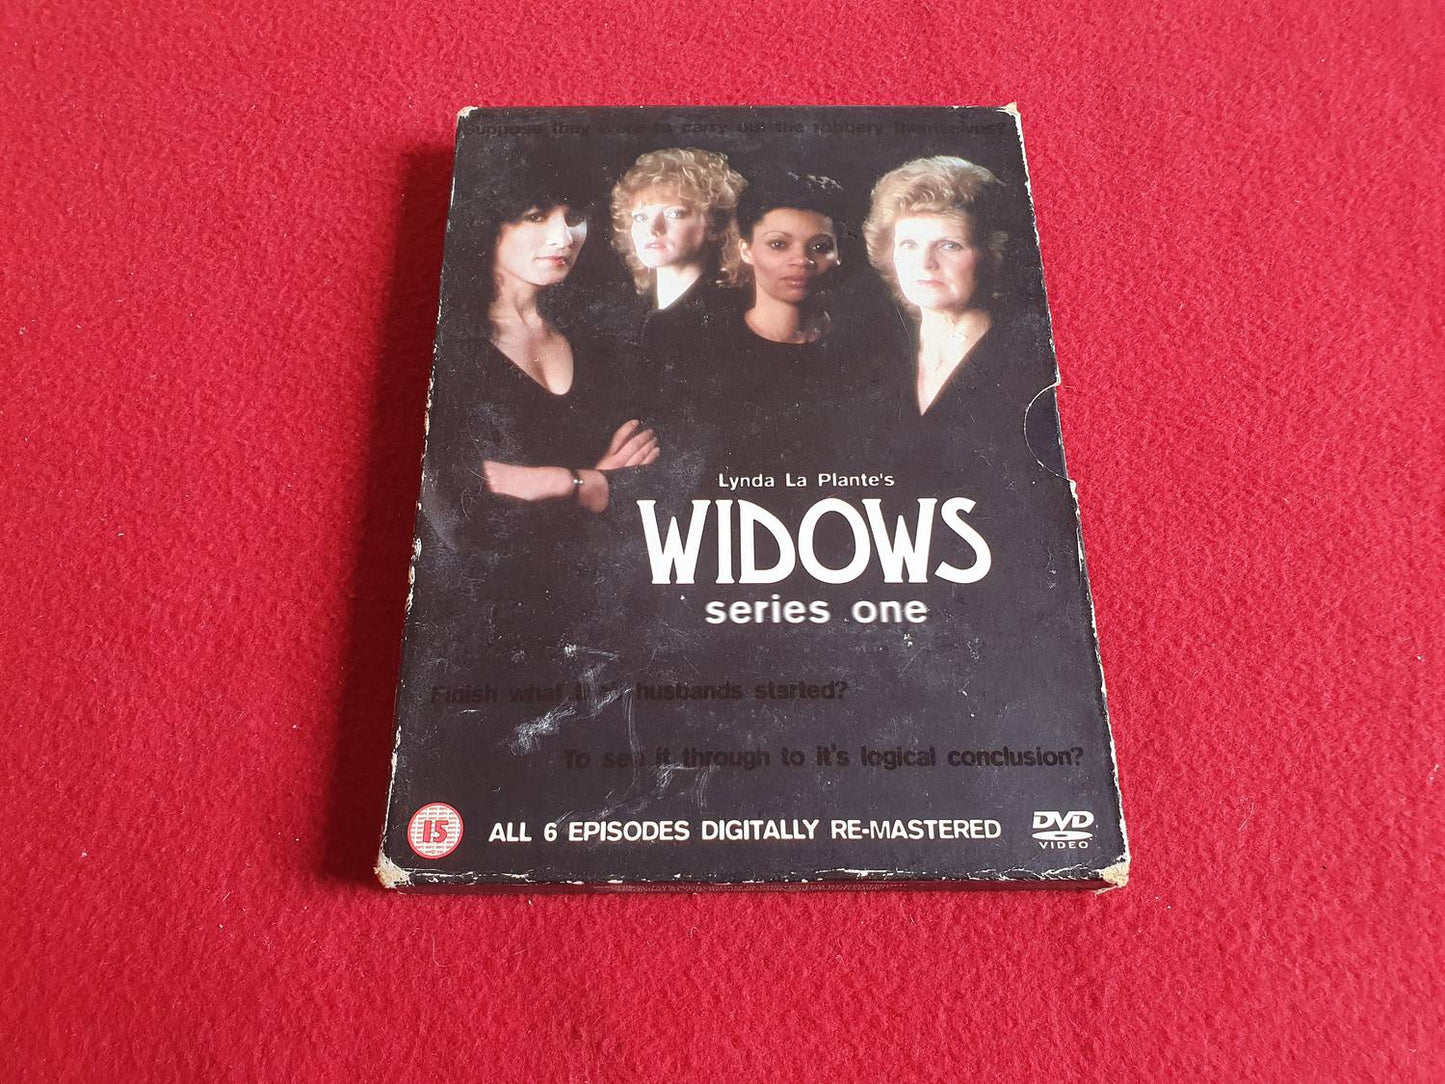 Suppose they were to carry out the robbery themselves?
Lynda La Plante's
WIDOWS
series one
Finish what their husbands started?
To see it through to it's logical conclusion?
15
ALL 6 EPISODES DIGITALLY RE-MASTERED
DVD
VIDEO